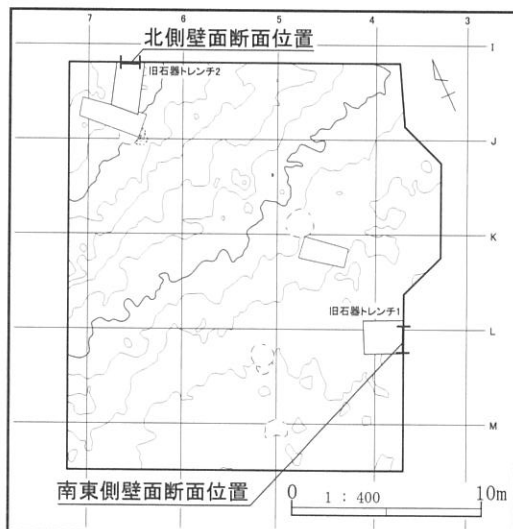 7 6 5 4 3
北側壁面断面位置
I
旧石器トレンチ2
J
K
旧石器トレンチ1
L
M
南東側壁面断面位置
0 1 : 400 10m